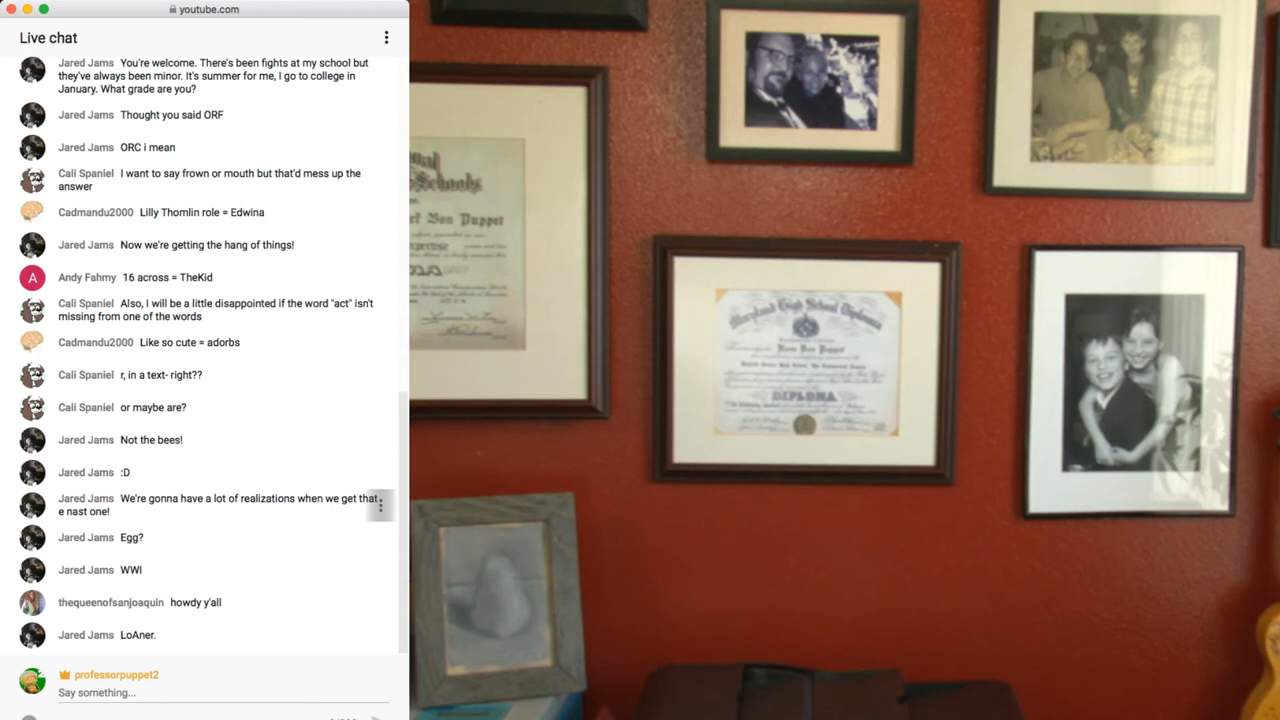 youtube.com
Live chat
Jared Jams You're welcome. There's been fights at my school but
they've always been minor. It's summer for me, I go to college in
January. What grade are you?
Jared Jams Thought you said ORF
Jared Jams ORC i mean
Cali Spaniel I want to say frown or mouth but that'd mess up the
answer
Cadmandu2000 Lilly Thomlin role = Edwina
Jared Jams Now we're getting the hang of things!
A Andy Fahmy 16 across = TheKid
Cali Spaniel Also, I will be a little disappointed if the word "act" isn't
missing from one of the words
Cadmandu2000 Like so cute = adorbs
Cali Spaniel r, in a text- right??
Cali Spaniel or maybe are?
Jared Jams Not the bees!
Jared Jams :D
Jared Jams We're gonna have a lot of realizations when we get that
e nast one!
Jared Jams Egg?
Jared Jams WWI
thequeenofsanjoaquin howdy y'all
Jared Jams LoAner.
professorpuppet2
Say something...
Schools
Von Puppet
Maryland High School Diploma
Von Puppet
DIPLOMA